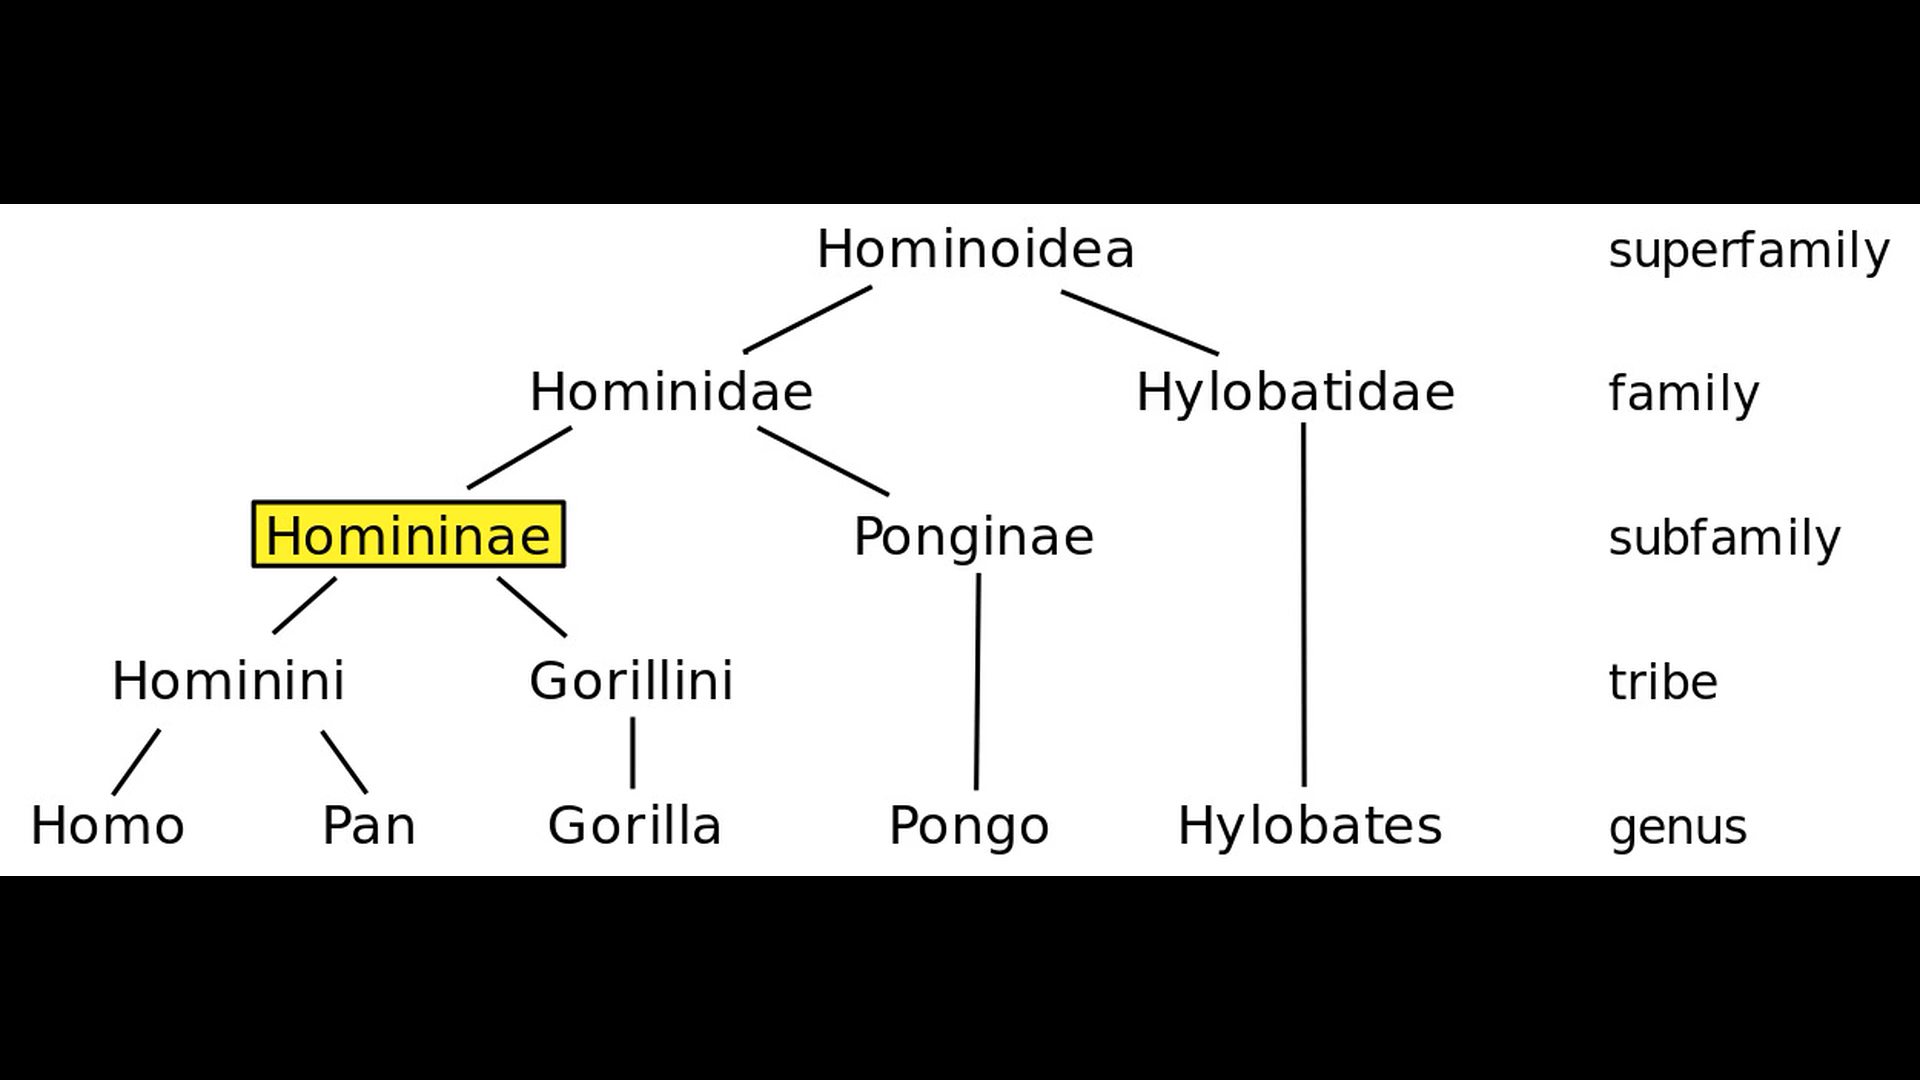 Hominoidea superfamily
Hominidae Hylobatidae family
Homininae Ponginae subfamily
Hominini Gorillini tribe
Homo Pan Gorilla Pongo Hylobates genus